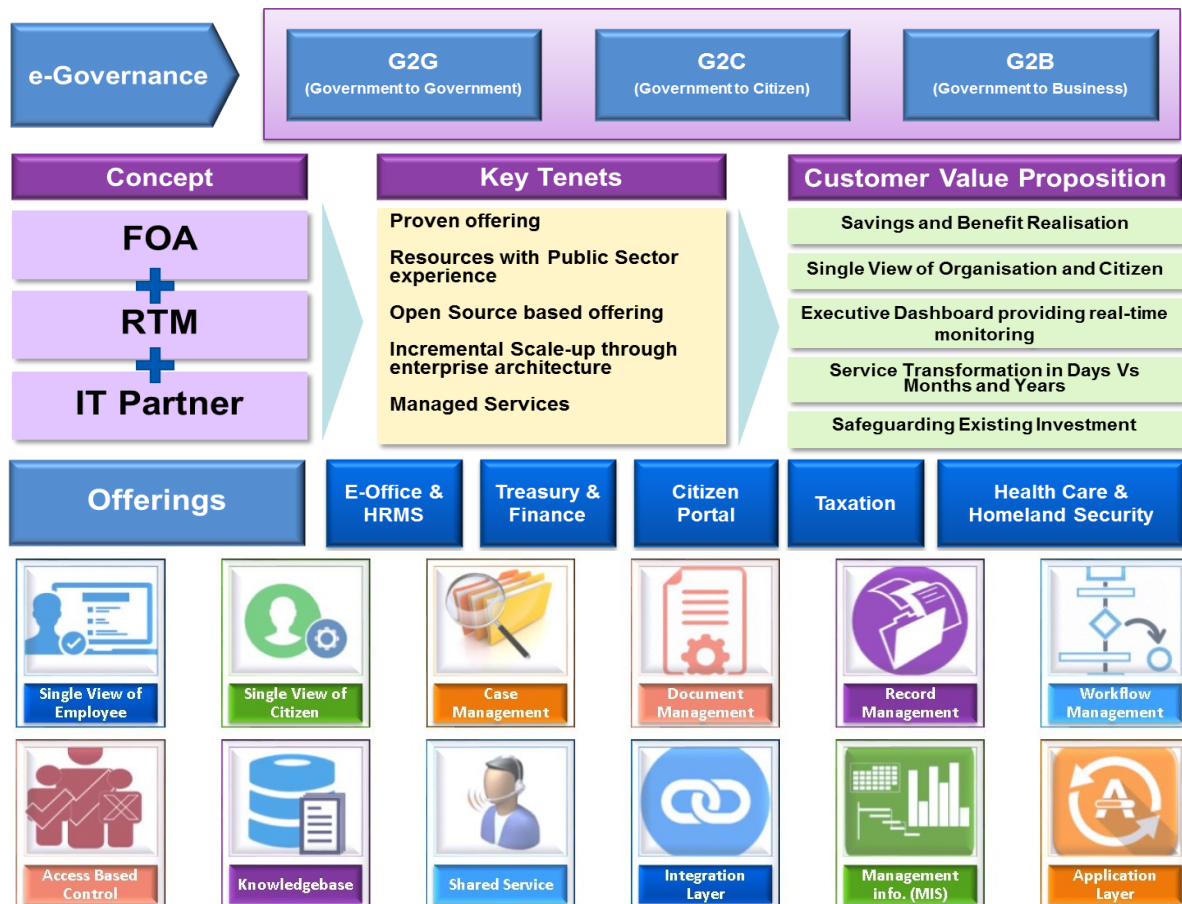 e-Governance
G2G
(Government to Government)
G2C
(Government to Citizen)
G2B
(Government to Business)
Concept
FOA
RTM
IT Partner
Key Tenets
Proven offering
Resources with Public Sector
experience
Open Source based offering
Incremental Scale-up through
enterprise architecture
Managed Services
Customer Value Proposition
Savings and Benefit Realisation
Single View of Organisation and Citizen
Executive Dashboard providing real-time
monitoring
Service Transformation in Days Vs
Months and Years
Safeguarding Existing Investment
Offerings
E-Office &
HRMS
Treasury &
Finance
Citizen
Portal
Taxation
Health Care &
Homeland Security
Single View of
Employee
Single View of
Citizen
Case
Management
Document
Management
Record
Management
Workflow
Management
Access Based
Control
Knowledgebase
Shared Service
Integration
Layer
Management
info. (MIS)
A
Application
Layer